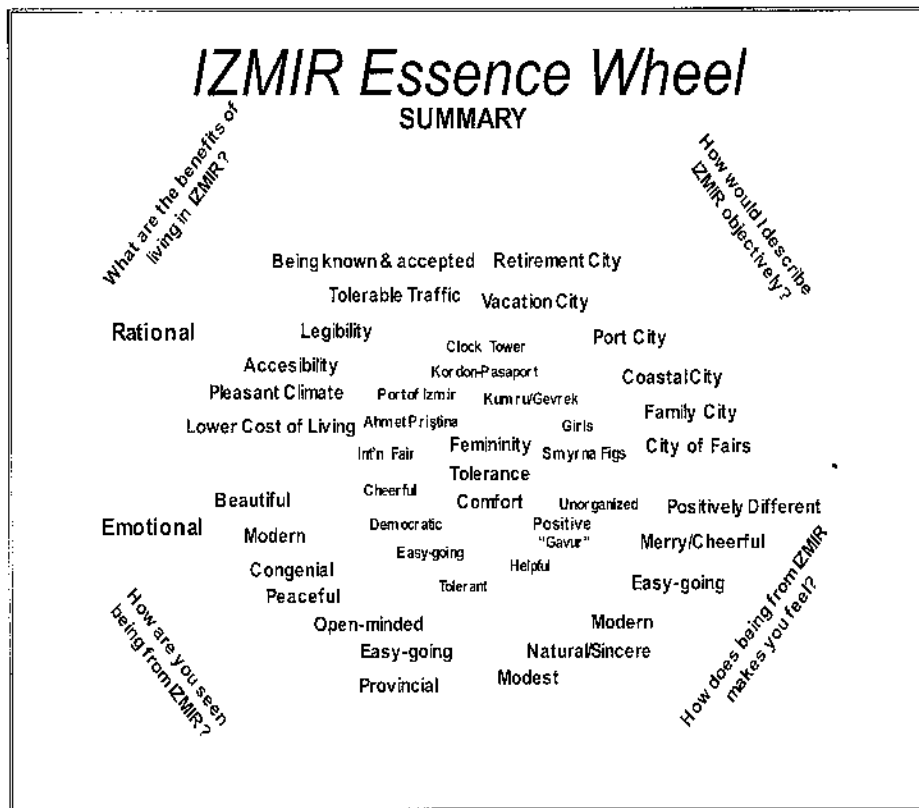 IZMIR Essence Wheel
SUMMARY
What are the benefits of
living in IZMIR?
How would I describe
IZMIR objectively?
Being known & accepted
Retirement City
Tolerable Traffic
Vacation City
Rational
Legibility
Clock Tower
Port City
Accesibility
Kordon-Pasaport
Coastal City
Pleasant Climate
Port of Izmir
Kumru/Gevrek
Family City
Lower Cost of Living
Ahmet Priştina
Girls
City of Fairs
Int'n Fair
Femininity
Smyrna Figs
Tolerance
Cheerful
Beautiful
Comfort
Unorganized
Positively Different
Emotional
Modern
Democratic
Positive
"Gavur"
Merry/Cheerful
Easy-going
Helpful
Congenial
Tolerant
Easy-going
Peaceful
Open-minded
Modern
Easy-going
Natural/Sincere
Provincial
Modest
How are you seen
being from IZMIR?
How does being from IZMIR
makes you feel?